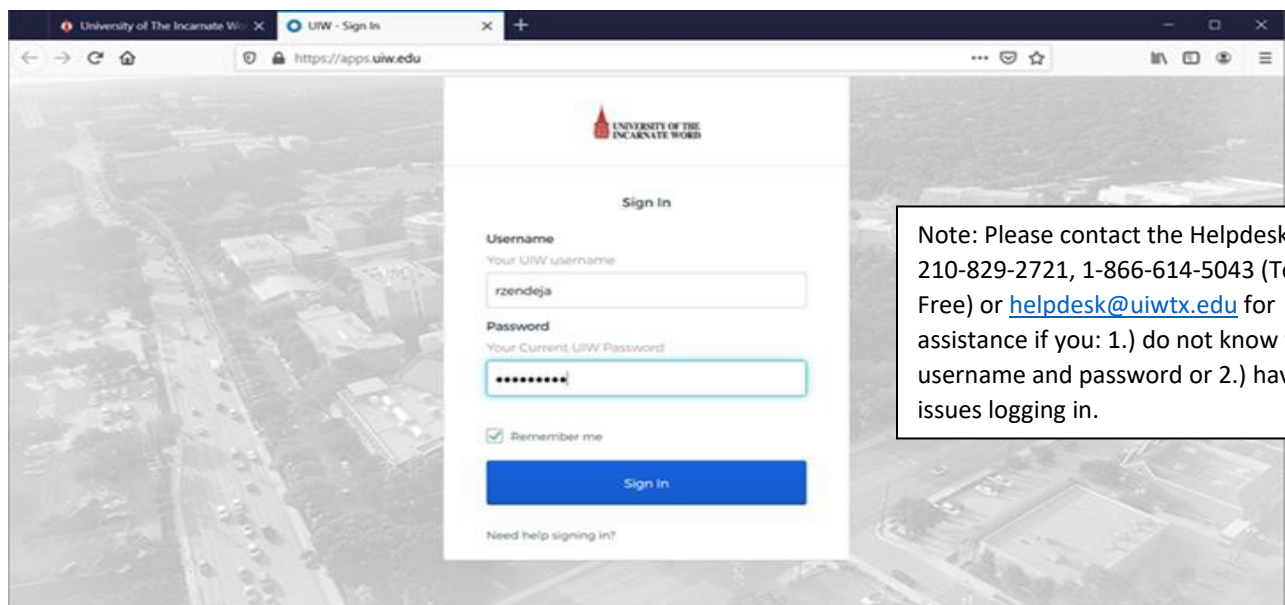 University of The Incarnate Wo
UIW - Sign In
https://apps.uiw.edu
UNIVERSITY OF THE
INCARNATE WORD
Sign In
Username
Your UIW username
rzendeja
Password
Your Current UIW Password
•••••••••
Remember me
Sign In
Need help signing in?
Note: Please contact the Helpdesk
210-829-2721, 1-866-614-5043 (To
Free) or helpdesk@uiwtx.edu for
assistance if you: 1.) do not know
username and password or 2.) hav
issues logging in.